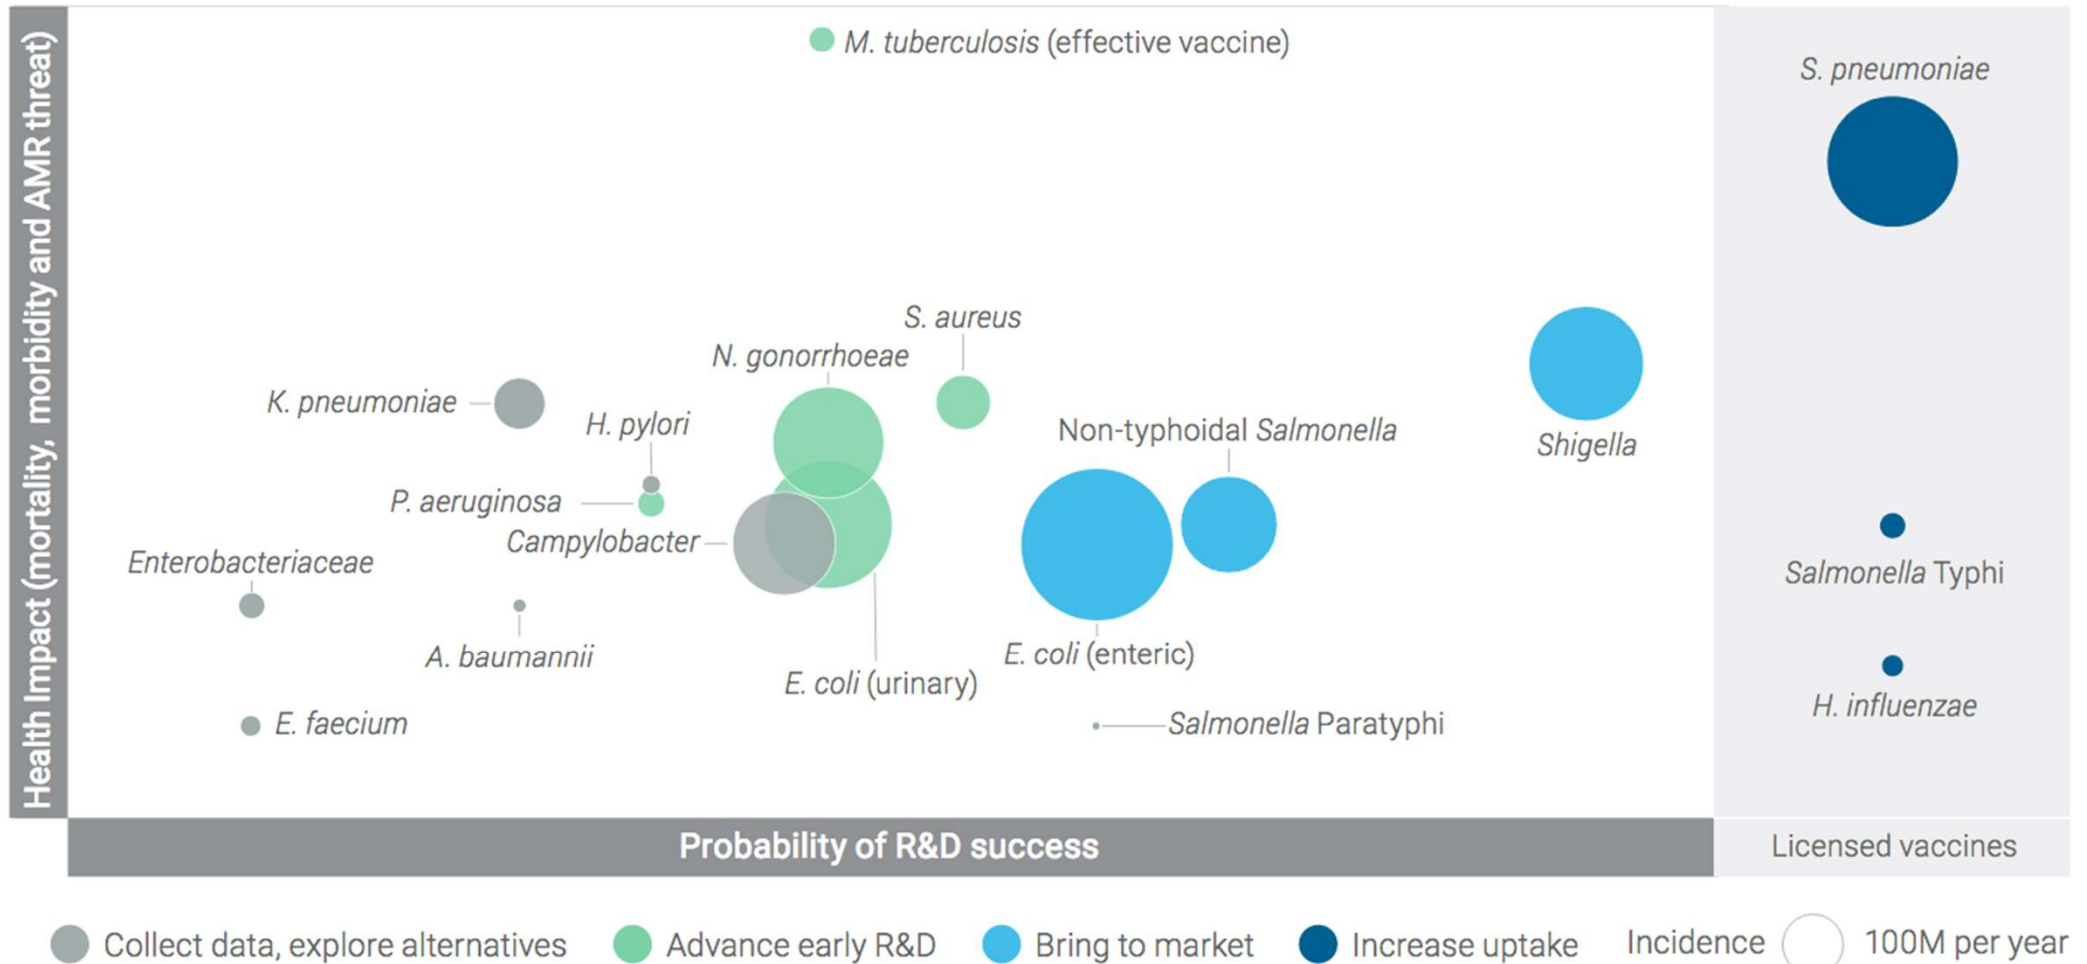 Health Impact (mortality, morbidity and AMR threat)
M. tuberculosis (effective vaccine)
S. pneumoniae
S. aureus
N. gonorrhoeae
K. pneumoniae
H. pylori
Non-typhoidal Salmonella
Shigella
P. aeruginosa
Campylobacter
Enterobacteriaceae
Salmonella Typhi
A. baumannii
E. coli (enteric)
E. coli (urinary)
H. influenzae
E. faecium
Salmonella Paratyphi
Probability of R&D success
Licensed vaccines
Collect data, explore alternatives
Advance early R&D
Bring to market
Increase uptake
Incidence
100M per year